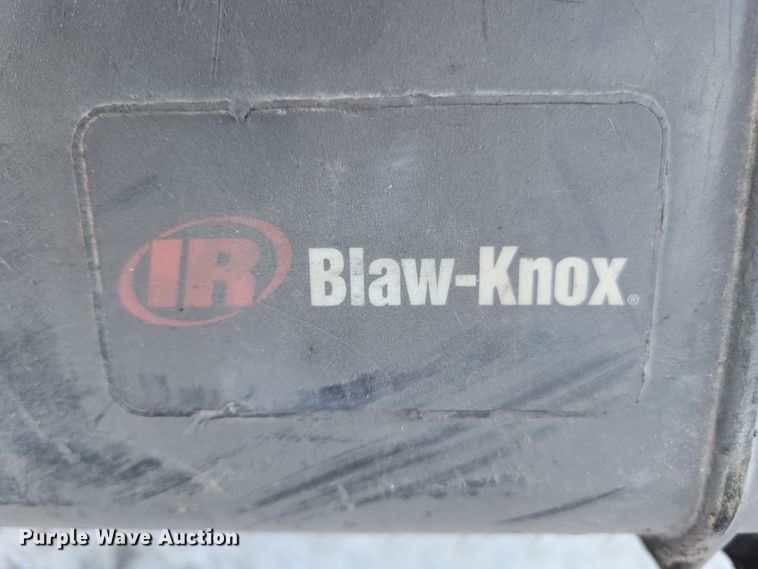 IR Blaw-Knox®
Purple Wave Auction